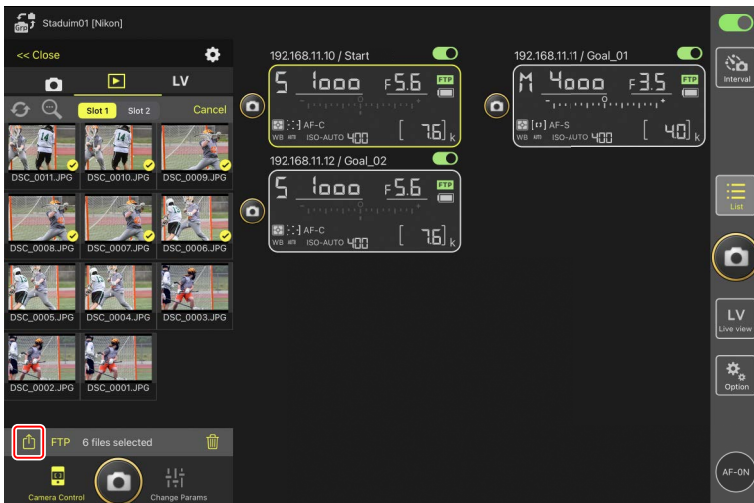 Grp Staduim01 [Nikon]
<< Close
LV
Slot 1 Slot 2 Cancel
DSC_0011.JPG DSC_0010.JPG DSC_0009.JPG
DSC_0008.JPG DSC_0007.JPG DSC_0006.JPG
DSC_0005.JPG DSC_0004.JPG DSC_0003.JPG
DSC_0002.JPG DSC_0001.JPG
FTP 6 files selected
Camera Control Change Params
192.168.11.10 / Start
S 1000 F5.6 FTP
AF-C
WB ISO-AUTO 400 [ 7.6] k
192.168.11.11 / Goal_01
M 4000 F3.5 FTP
AF-S
WB ISO-AUTO 400 [ 4.0] k
192.168.11.12 / Goal_02
S 1000 F5.6 FTP
AF-C
WB ISO-AUTO 400 [ 7.6] k
Interval
List
LV
Live view
Option
AF-ON